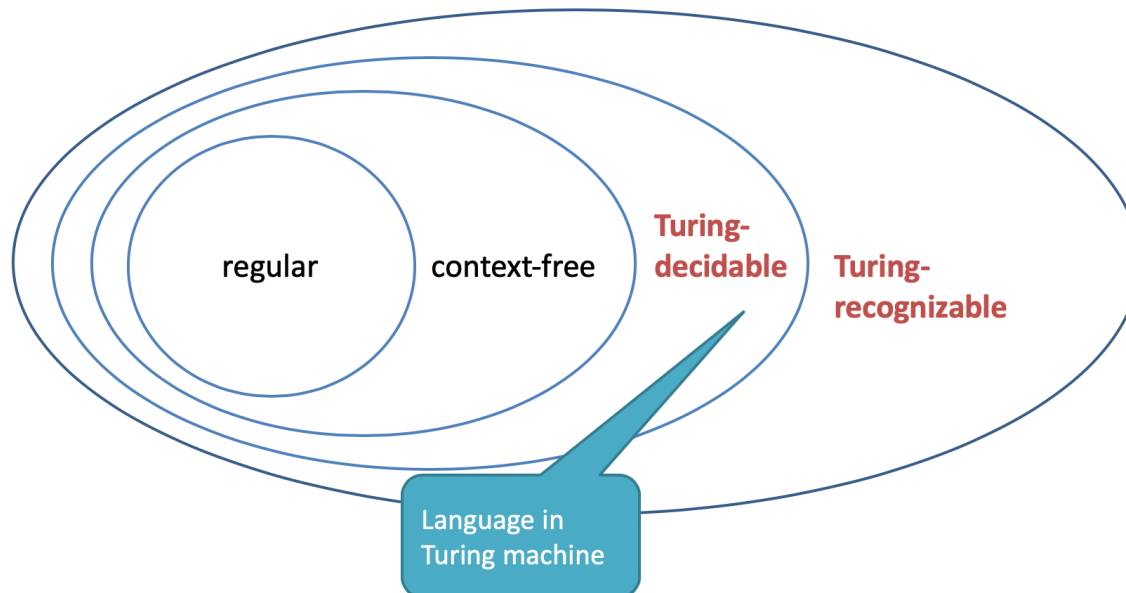 regular
context-free
Turing-
decidable
Turing-
recognizable
Language in
Turing machine